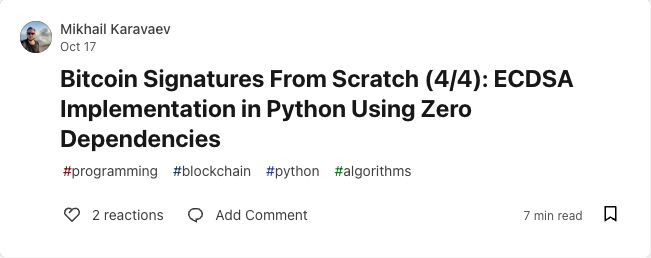 Mikhail Karavaev
Oct 17
Bitcoin Signatures From Scratch (4/4): ECDSA
Implementation in Python Using Zero
Dependencies
#programming #blockchain #python #algorithms
2 reactions Add Comment 7 min read